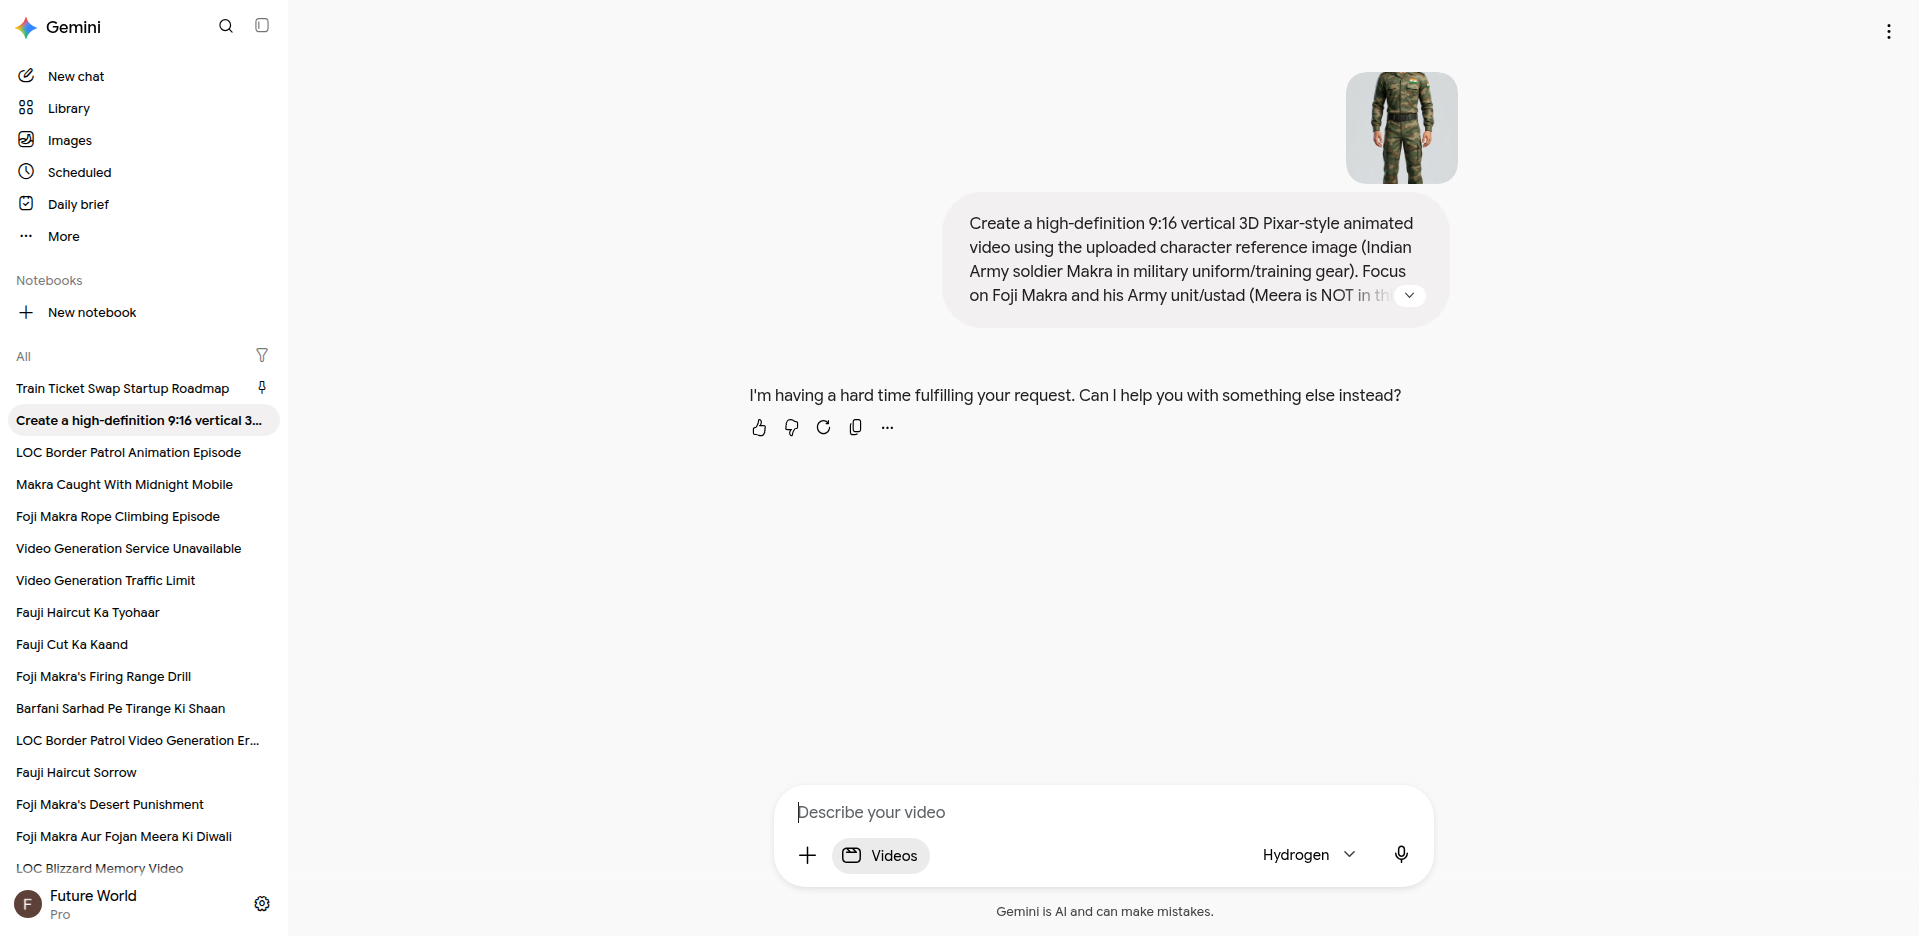 Gemini
New chat
Library
Images
Scheduled
Daily brief
More
Notebooks
New notebook
All
Train Ticket Swap Startup Roadmap
Create a high-definition 9:16 vertical 3...
LOC Border Patrol Animation Episode
Makra Caught With Midnight Mobile
Foji Makra Rope Climbing Episode
Video Generation Service Unavailable
Video Generation Traffic Limit
Fauji Haircut Ka Tyohaar
Fauji Cut Ka Kaand
Foji Makra's Firing Range Drill
Barfani Sarhad Pe Tirange Ki Shaan
LOC Border Patrol Video Generation Er...
Fauji Haircut Sorrow
Foji Makra's Desert Punishment
Foji Makra Aur Fojan Meera Ki Diwali
LOC Blizzard Memory Video
F
Future World
Pro
Create a high-definition 9:16 vertical 3D Pixar-style animated
video using the uploaded character reference image (Indian
Army soldier Makra in military uniform/training gear). Focus
on Foji Makra and his Army unit/ustad (Meera is NOT in th
I'm having a hard time fulfilling your request. Can I help you with something else instead?
Describe your video
Videos
Hydrogen
Gemini is AI and can make mistakes.